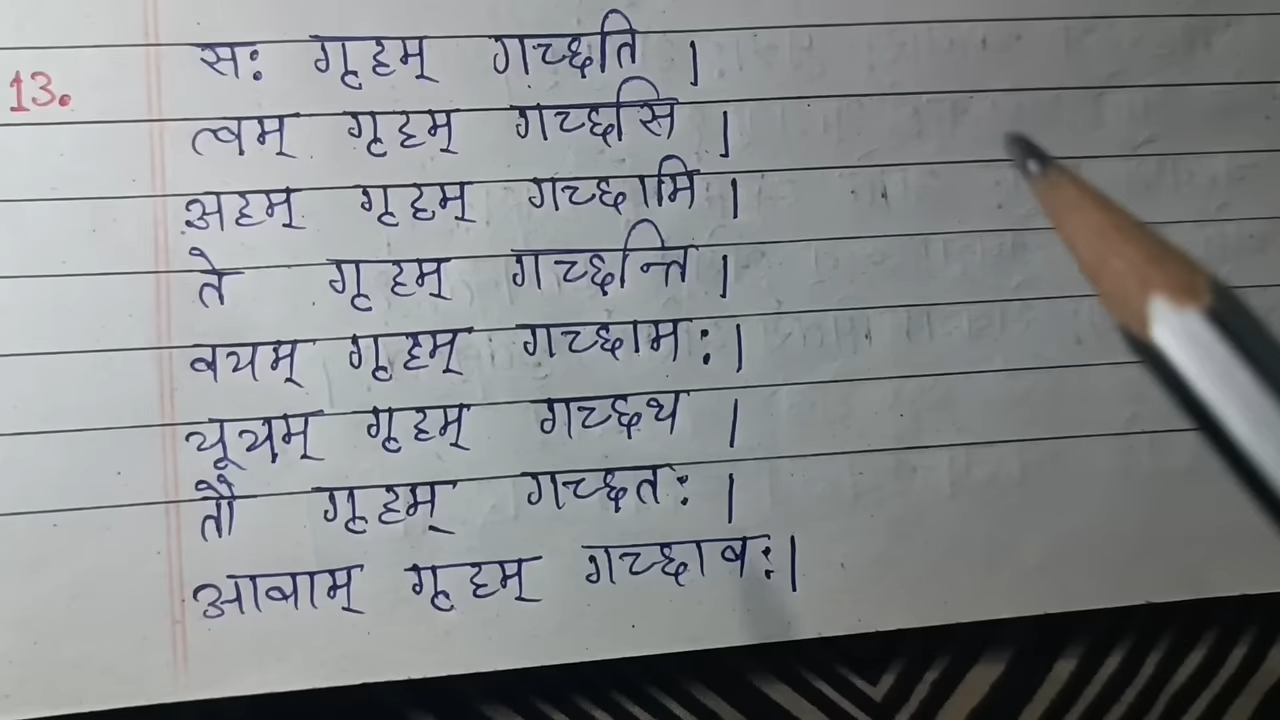 13. सः गृहम् गच्छति ।
त्वम् गृहम् गच्छसि ।
अहम् गृहम् गच्छामि ।
ते गृहम् गच्छन्ति ।
वयम् गृहम् गच्छामः ।
यूयम् गृहम् गच्छथ ।
तौ गृहम् गच्छतः ।
आवाम् गृहम् गच्छावः ।